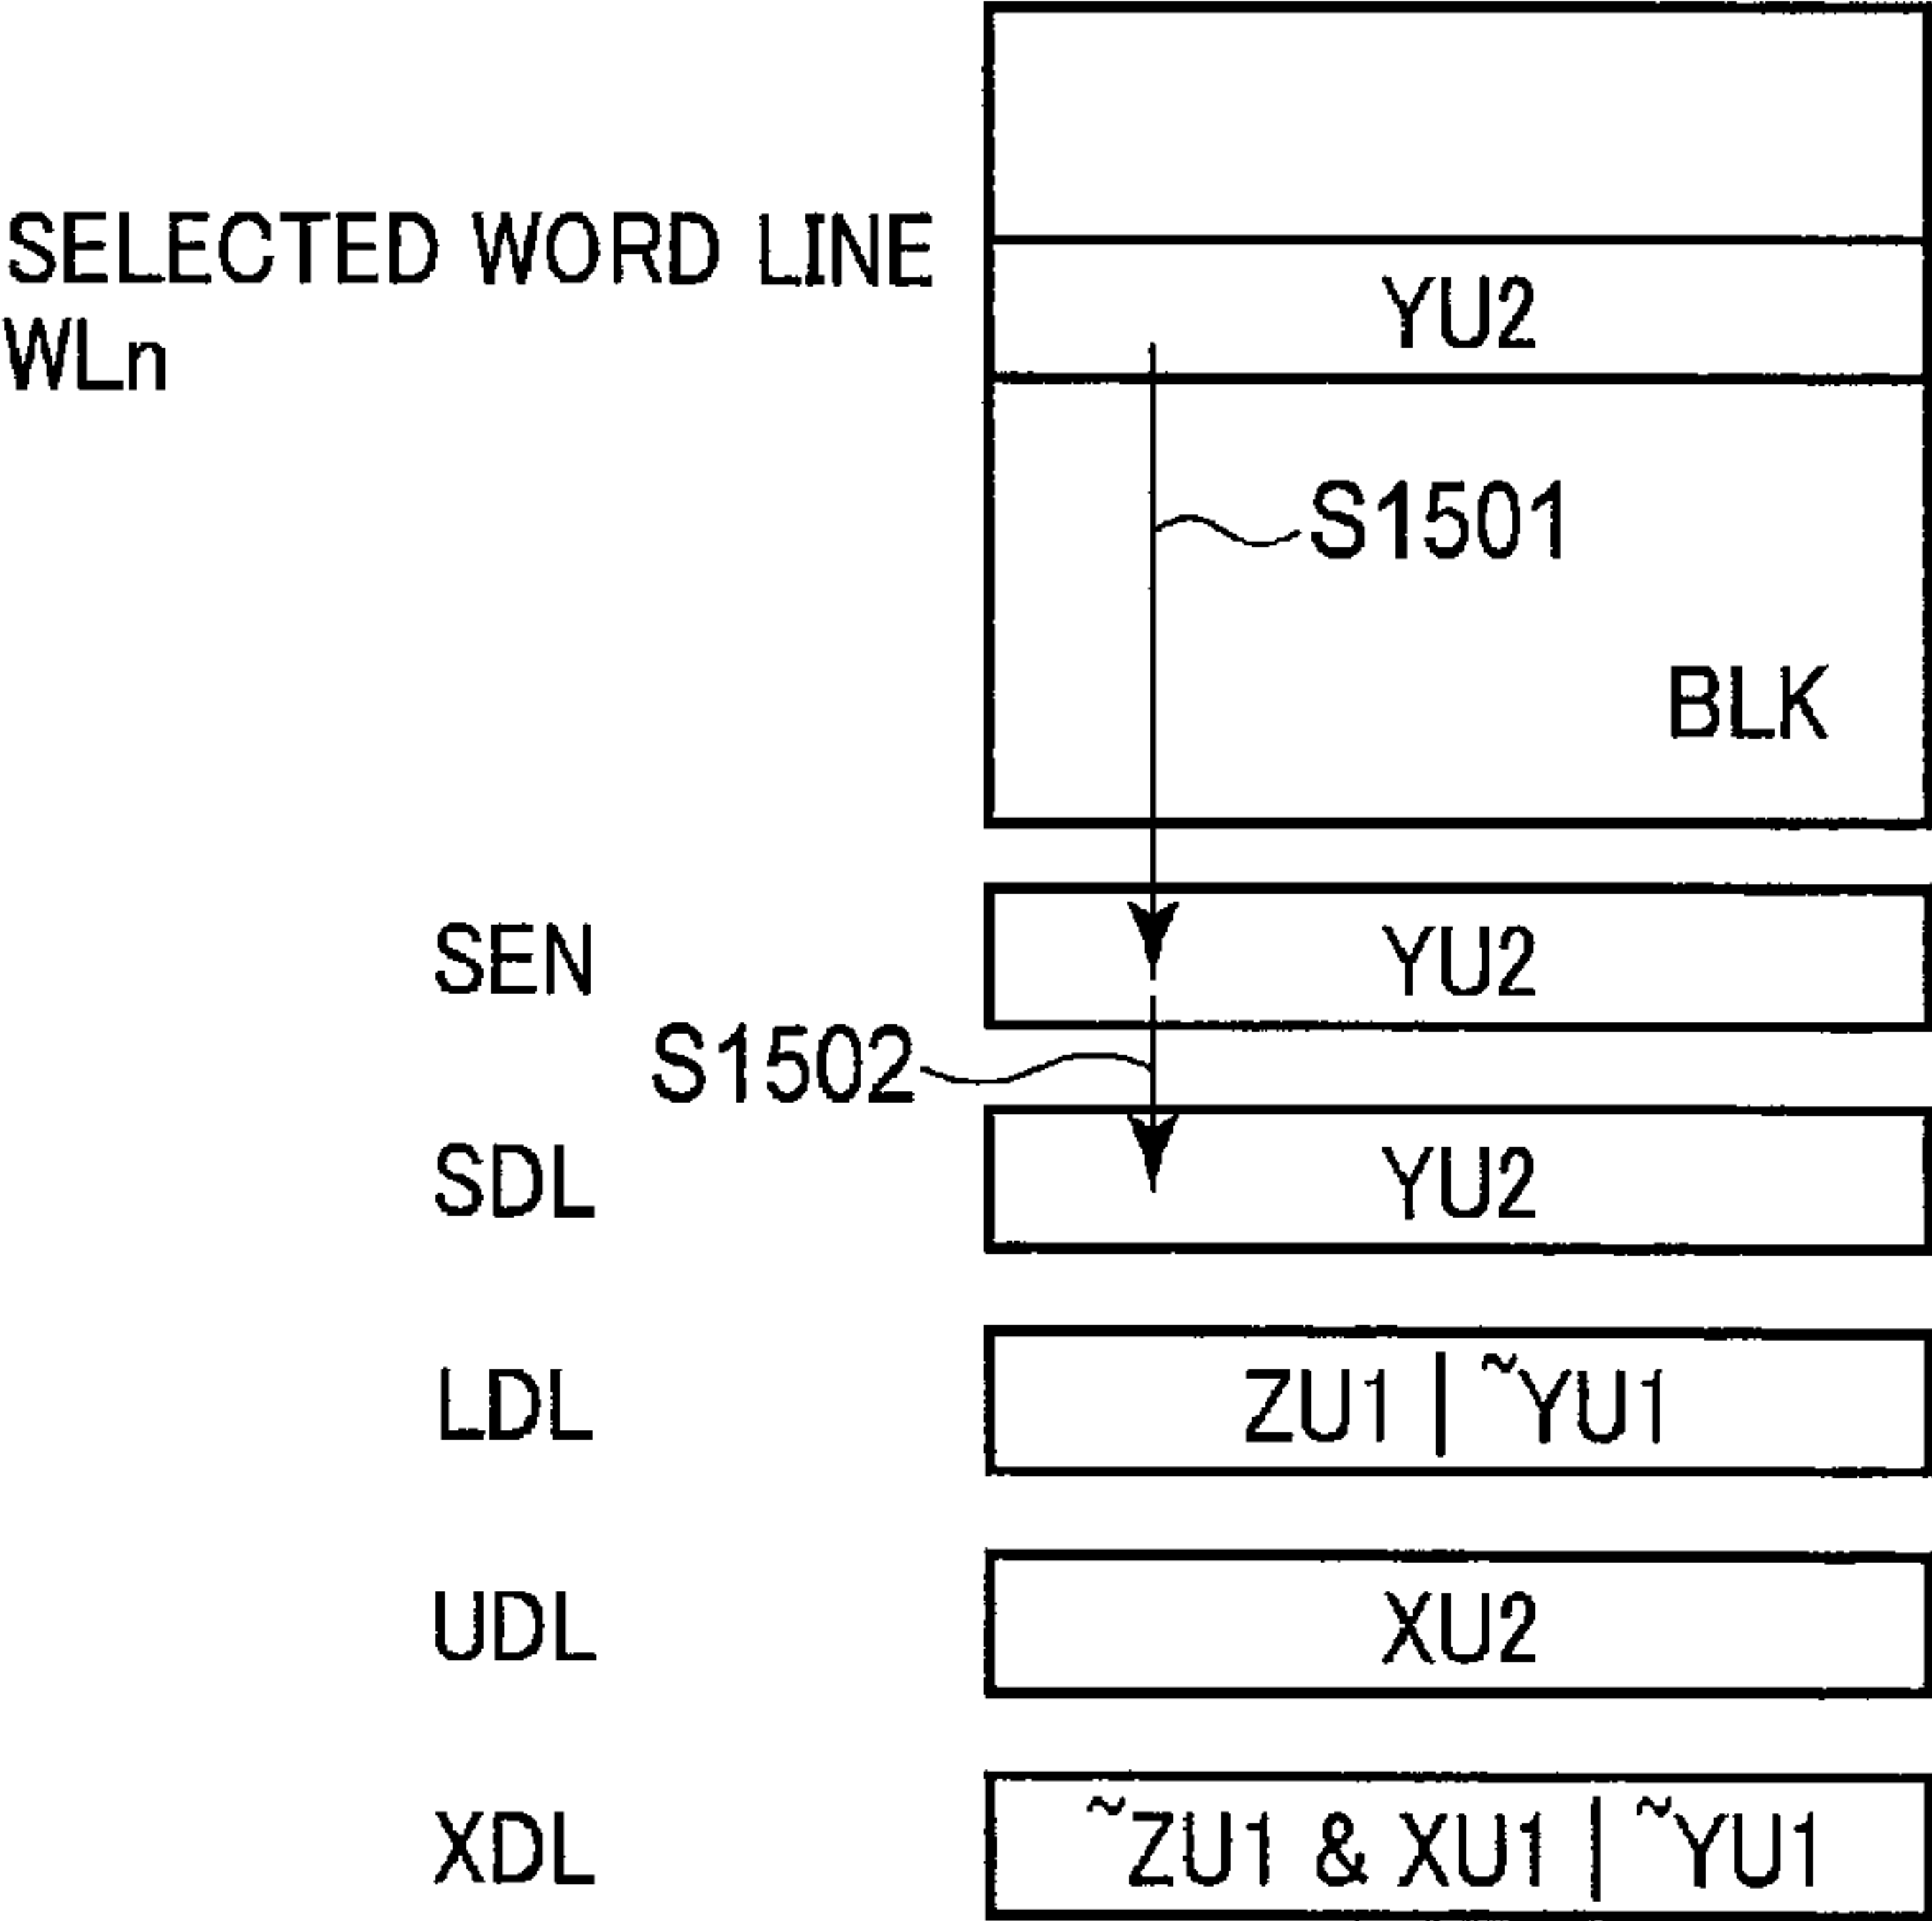 SELECTED WORD LINE
WLn
YU2
S1501
BLK
SEN
YU2
S1502
SDL
YU2
LDL
ZU1 | ~YU1
UDL
XU2
XDL
~ZU1 & XU1 | ~YU1